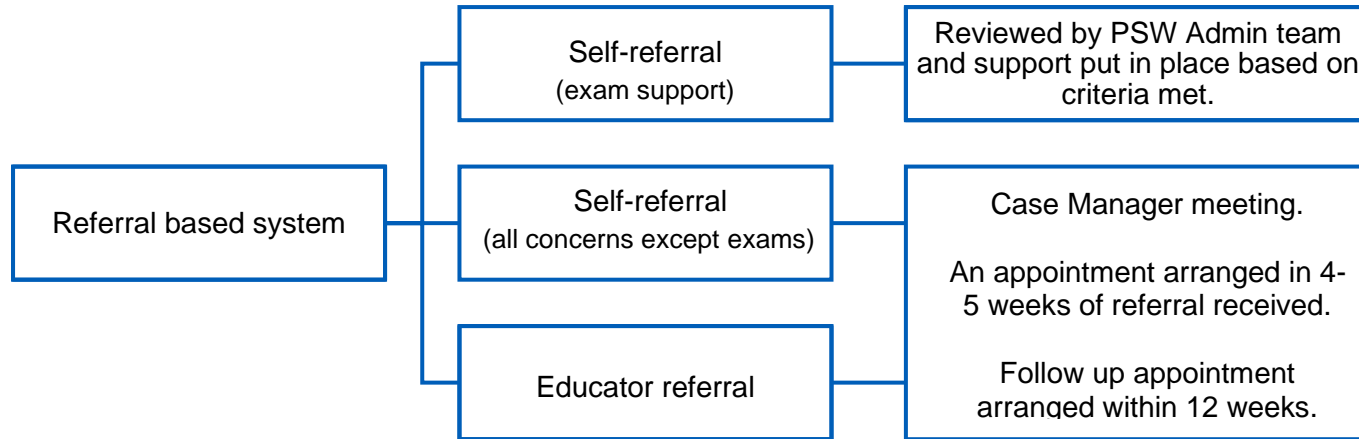 Referral based system
Self-referral
(exam support)
Reviewed by PSW Admin team
and support put in place based on
criteria met.
Self-referral
(all concerns except exams)
Educator referral
Case Manager meeting.
An appointment arranged in 4-
5 weeks of referral received.
Follow up appointment
arranged within 12 weeks.